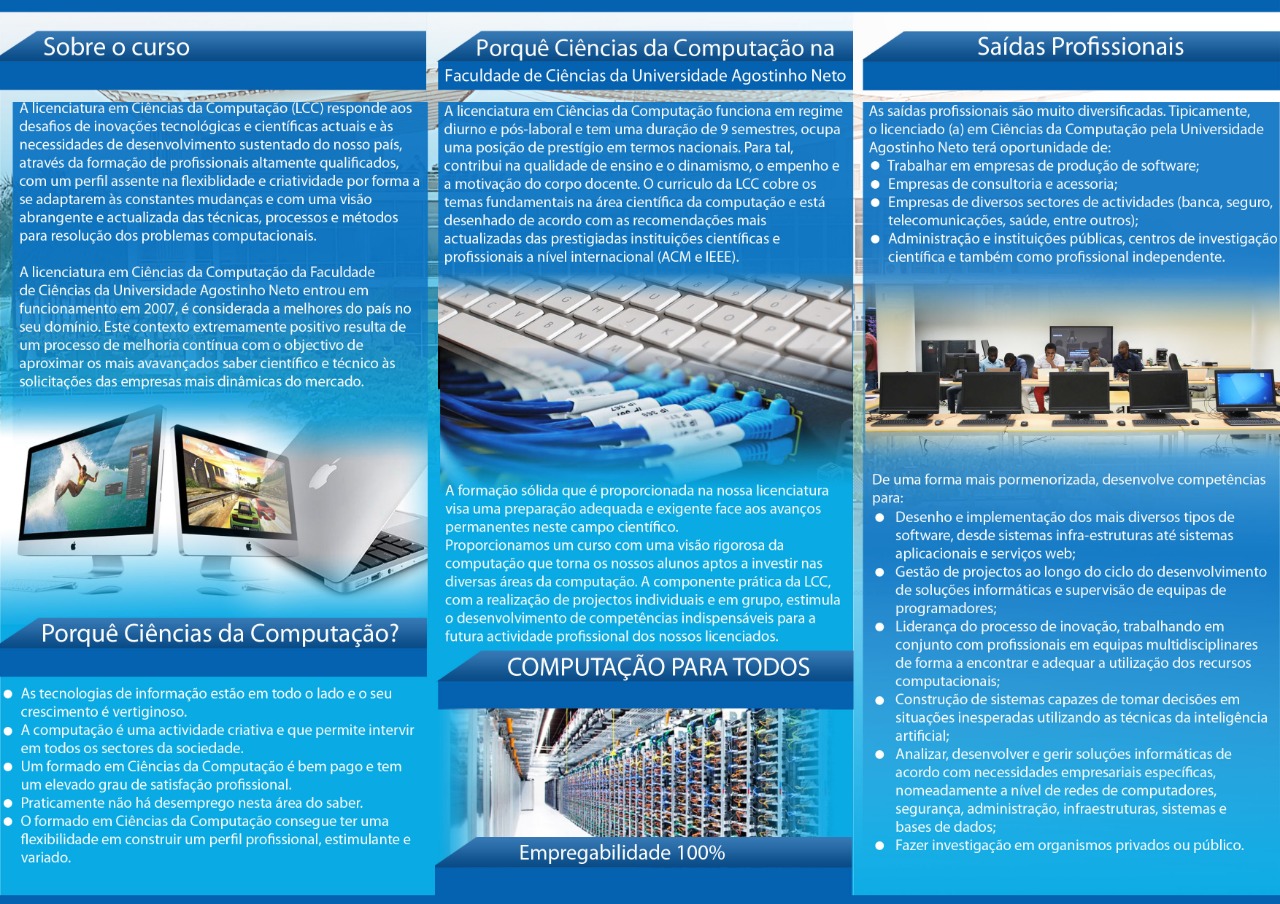 Sobre o curso
A licenciatura em Ciências da Computação (LCC) responde aos
desafios de inovações tecnológicas e científicas actuais e às
necessidades de desenvolvimento sustentado do nosso país,
através da formação de profissionais altamente qualificados,
com um perfil assente na flexiblidade e criatividade por forma a
se adaptarem às constantes mudanças e com uma visão
abrangente e actualizada das técnicas, processos e métodos
para resolução dos problemas computacionais.
A licenciatura em Ciências da Computação da Faculdade
de Ciências da Universidade Agostinho Neto entrou em
funcionamento em 2007, é considerada a melhores do país no
seu domínio. Este contexto extremamente positivo resulta de
um processo de melhoria contínua com o objectivo de
aproximar os mais avavançados saber científico e técnico às
solicitações das empresas mais dinâmicas do mercado.
Porquê Ciências da Computação?
● As tecnologias de informação estão em todo o lado e o seu
crescimento é vertiginoso.
● A computação é uma actividade criativa e que permite intervir
em todos os sectores da sociedade.
● Um formado em Ciências da Computação é bem pago e tem
um elevado grau de satisfação profissional.
● Praticamente não há desemprego nesta área do saber.
● O formado em Ciências da Computação consegue ter uma
flexibilidade em construir um perfil profissional, estimulante e
variado.
Porquê Ciências da Computação na
Faculdade de Ciências da Universidade Agostinho Neto
A licenciatura em Ciências da Computação funciona em regime
diurno e pós-laboral e tem uma duração de 9 semestres, ocupa
uma posição de prestígio em termos nacionais. Para tal,
contribui na qualidade de ensino e o dinamismo, o empenho e
a motivação do corpo docente. O curriculo da LCC cobre os
temas fundamentais na área científica da computação e está
desenhado de acordo com as recomendações mais
actualizadas das prestigiadas instituições científicas e
profissionais a nível internacional (ACM e IEEE).
A formação sólida que é proporcionada na nossa licenciatura
visa uma preparação adequada e exigente face aos avanços
permanentes neste campo científico.
Proporcionamos um curso com uma visão rigorosa da
computação que torna os nossos alunos aptos a investir nas
diversas áreas da computação. A componente prática da LCC,
com a realização de projectos individuais e em grupo, estimula
o desenvolvimento de competências indispensáveis para a
futura actividade profissional dos nossos licenciados.
COMPUTAÇÃO PARA TODOS
Empregabilidade 100%
Saídas Profissionais
As saídas profissionais são muito diversificadas. Tipicamente,
o licenciado (a) em Ciências da Computação pela Universidade
Agostinho Neto terá oportunidade de:
● Trabalhar em empresas de produção de software;
● Empresas de consultoria e acessoria;
● Empresas de diversos sectores de actividades (banca, seguro,
telecomunicações, saúde, entre outros);
● Administração e instituições públicas, centros de investigação
científica e também como profissional independente.
De uma forma mais pormenorizada, desenvolve competências
para:
● Desenho e implementação dos mais diversos tipos de
software, desde sistemas infra-estruturas até sistemas
aplicacionais e serviços web;
● Gestão de projectos ao longo do ciclo do desenvolvimento
de soluções informáticas e supervisão de equipas de
programadores;
● Liderança do processo de inovação, trabalhando em
conjunto com profissionais em equipas multidisciplinares
de forma a encontrar e adequar a utilização dos recursos
computacionais;
● Construção de sistemas capazes de tomar decisões em
situações inesperadas utilizando as técnicas da inteligência
artificial;
● Analizar, desenvolver e gerir soluções informáticas de
acordo com necessidades empresariais específicas,
nomeadamente a nível de redes de computadores,
segurança, administração, infraestruturas, sistemas e
bases de dados;
● Fazer investigação em organismos privados ou público.